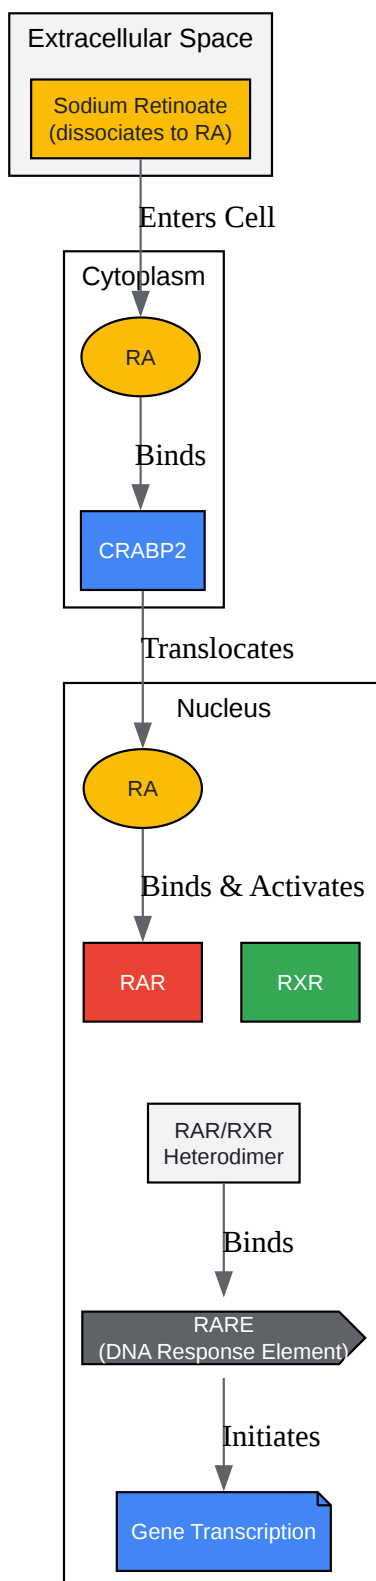 Extracellular Space
Sodium Retinoate
(dissociates to RA)
Enters Cell
Cytoplasm
RA
Binds
CRABP2
Translocates
Nucleus
RA
Binds & Activates
RAR
RXR
RAR/RXR
Heterodimer
Binds
RARE
(DNA Response Element)
Initiates
Gene Transcription